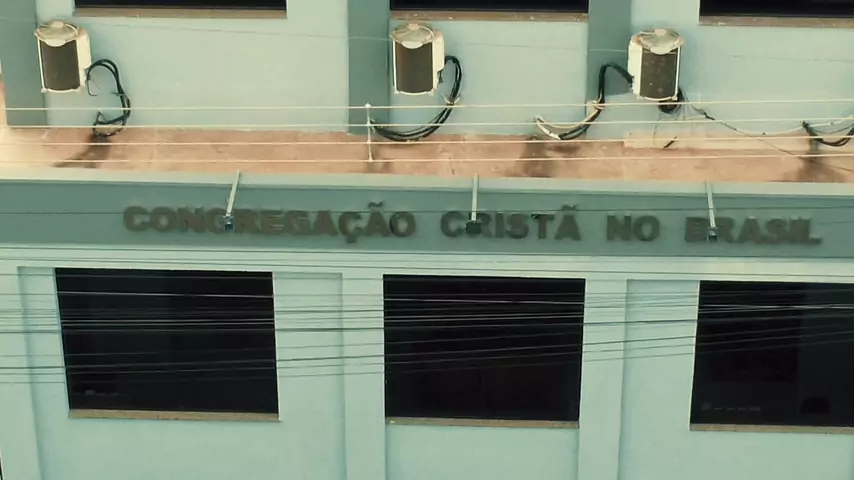 CONGREGAÇÃO CRISTÃ NO BRASIL